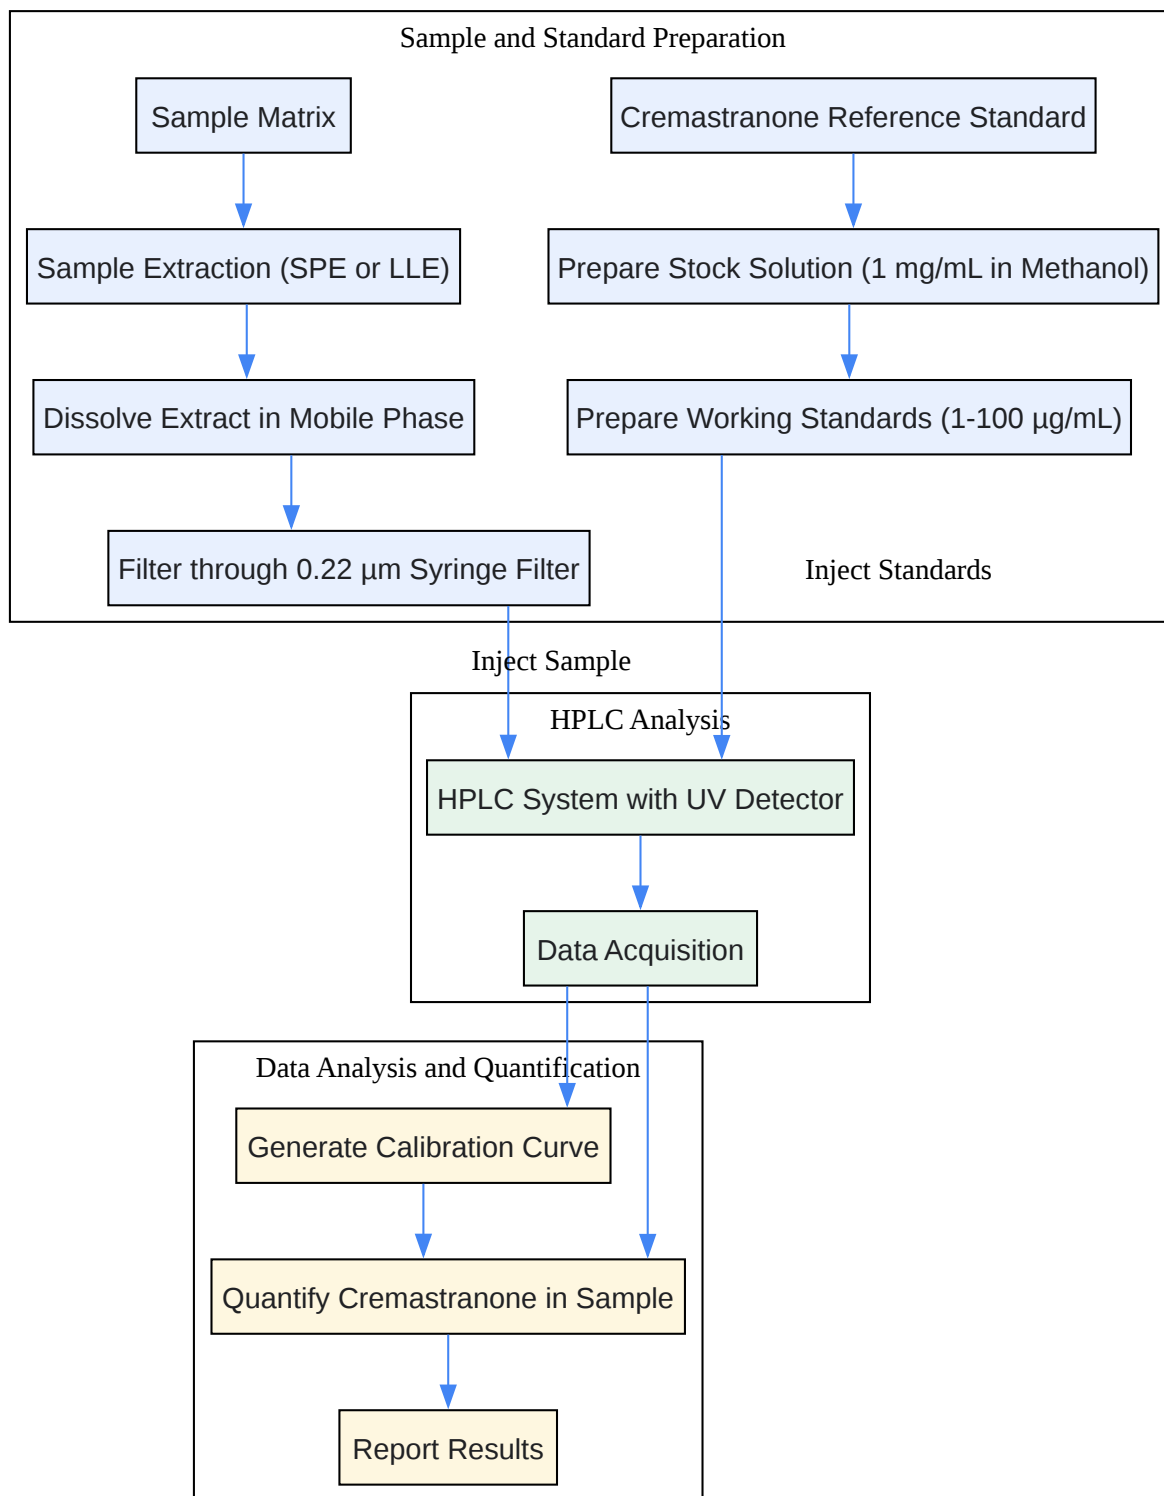 Sample and Standard Preparation
Sample Matrix
Cremastranone Reference Standard
Sample Extraction (SPE or LLE)
Prepare Stock Solution (1 mg/mL in Methanol)
Dissolve Extract in Mobile Phase
Prepare Working Standards (1-100 µg/mL)
Filter through 0.22 µm Syringe Filter
Inject Standards
Inject Sample
HPLC Analysis
HPLC System with UV Detector
Data Acquisition
Data Analysis and Quantification
Generate Calibration Curve
Quantify Cremastranone in Sample
Report Results